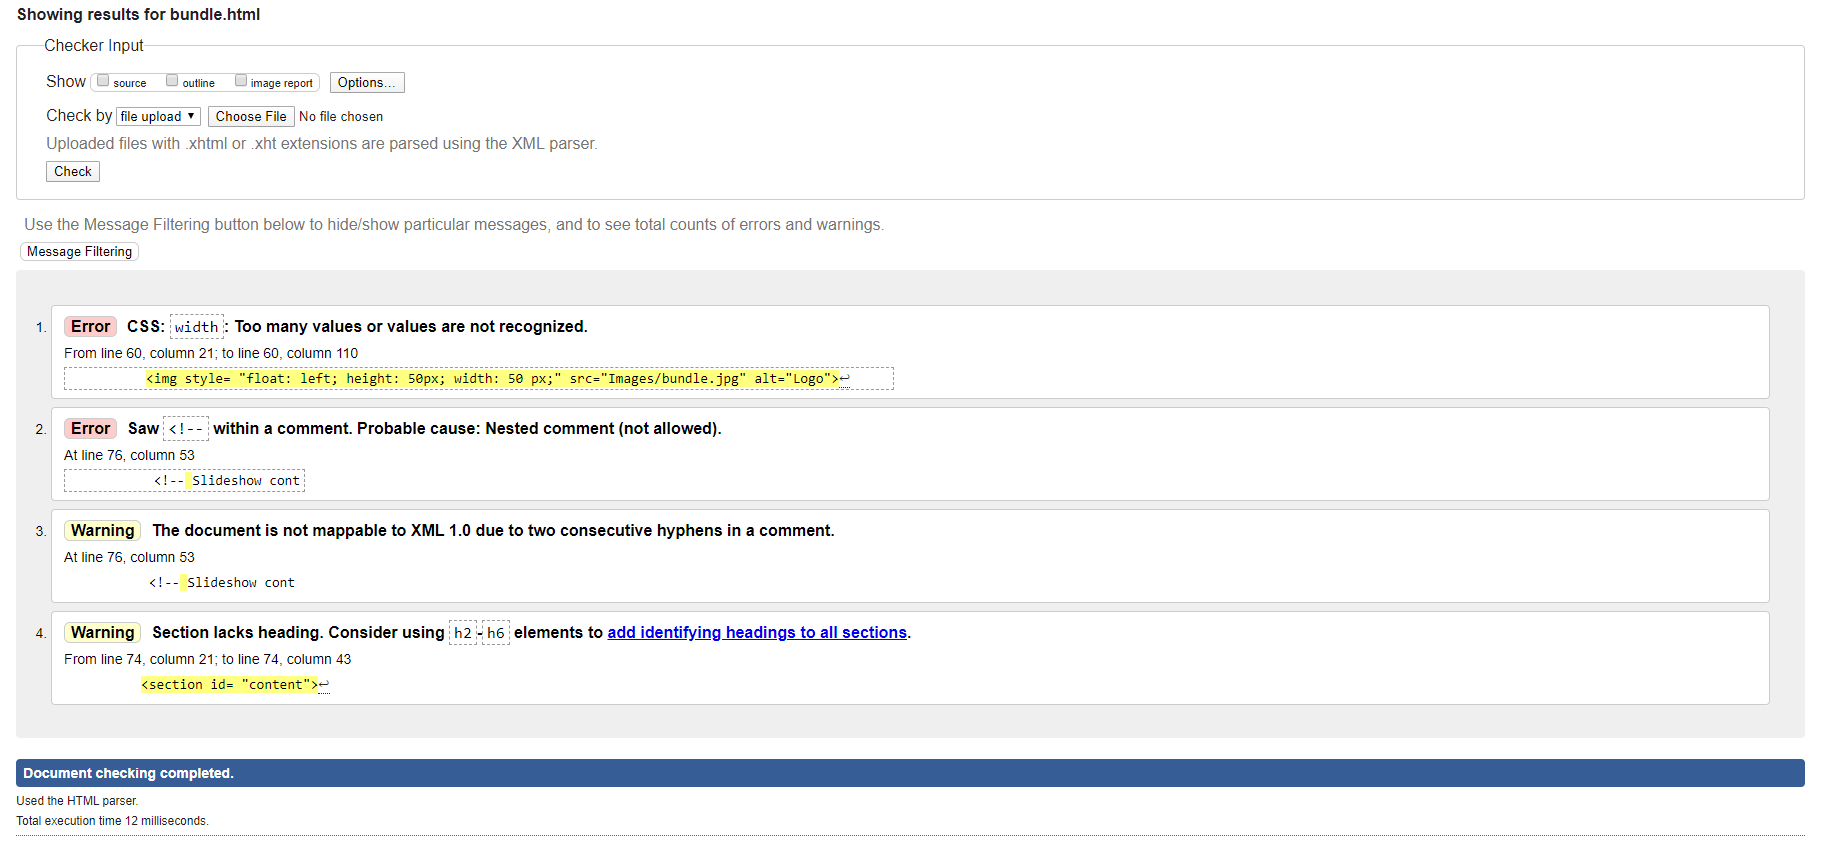 Showing results for bundle.html
Checker Input
Show source outline image report Options...
Check by file upload ▼ Choose File No file chosen
Uploaded files with .xhtml or .xht extensions are parsed using the XML parser.
Check
Use the Message Filtering button below to hide/show particular messages, and to see total counts of errors and warnings.
Message Filtering
1. Error CSS: width: Too many values or values are not recognized.
From line 60, column 21; to line 60, column 110
<img style= "float: left; height: 50px; width: 50 px;" src="Images/bundle.jpg" alt="Logo">↩
2. Error Saw <!-- within a comment. Probable cause: Nested comment (not allowed).
At line 76, column 53
<!-- Slideshow cont
3. Warning The document is not mappable to XML 1.0 due to two consecutive hyphens in a comment.
At line 76, column 53
<!-- Slideshow cont
4. Warning Section lacks heading. Consider using h2-h6 elements to add identifying headings to all sections.
From line 74, column 21; to line 74, column 43
<section id= "content">↩
Document checking completed.
Used the HTML parser.
Total execution time 12 milliseconds.